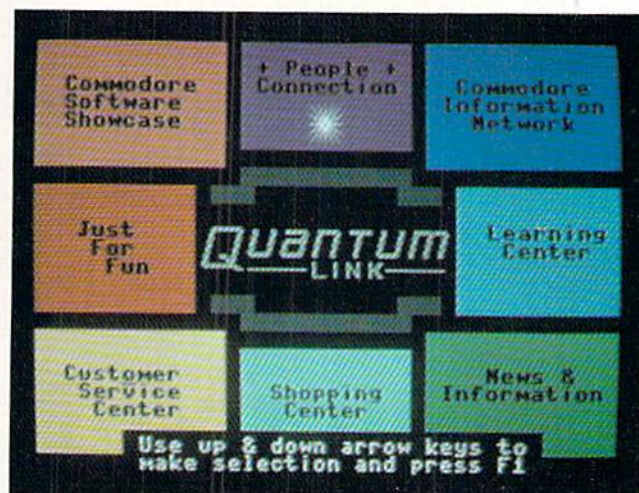 Commodore
Software
Showcase
+ People +
Connection
Commodore
Information
Network
Just
For
Fun
Quantum
LINK
Learning
Center
Customer
Service
Center
Shopping
Center
News &
Information
Use up & down arrow keys to
make selection and press F1